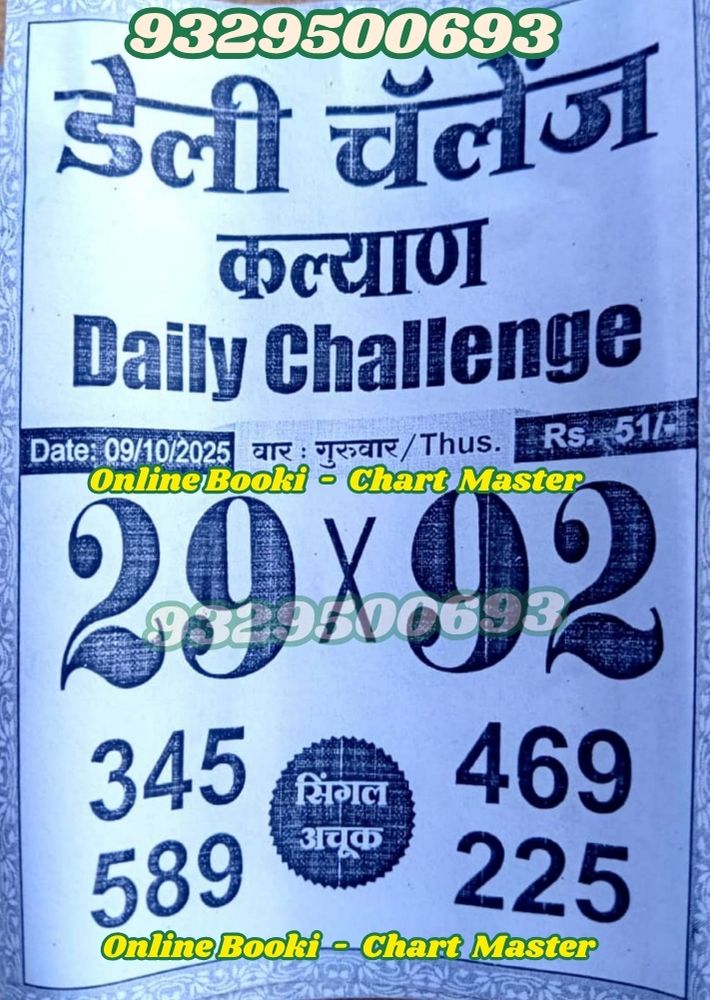 9329500693
डेली चॅलेंज
कल्याण
Daily Challenge
Date: 09/10/2025 वार : गुरुवार/Thus. Rs. 51/-
Online Booki - Chart Master
29 X 92
9329500693
345 469
सिंगल
अचूक
589 225
Online Booki - Chart Master